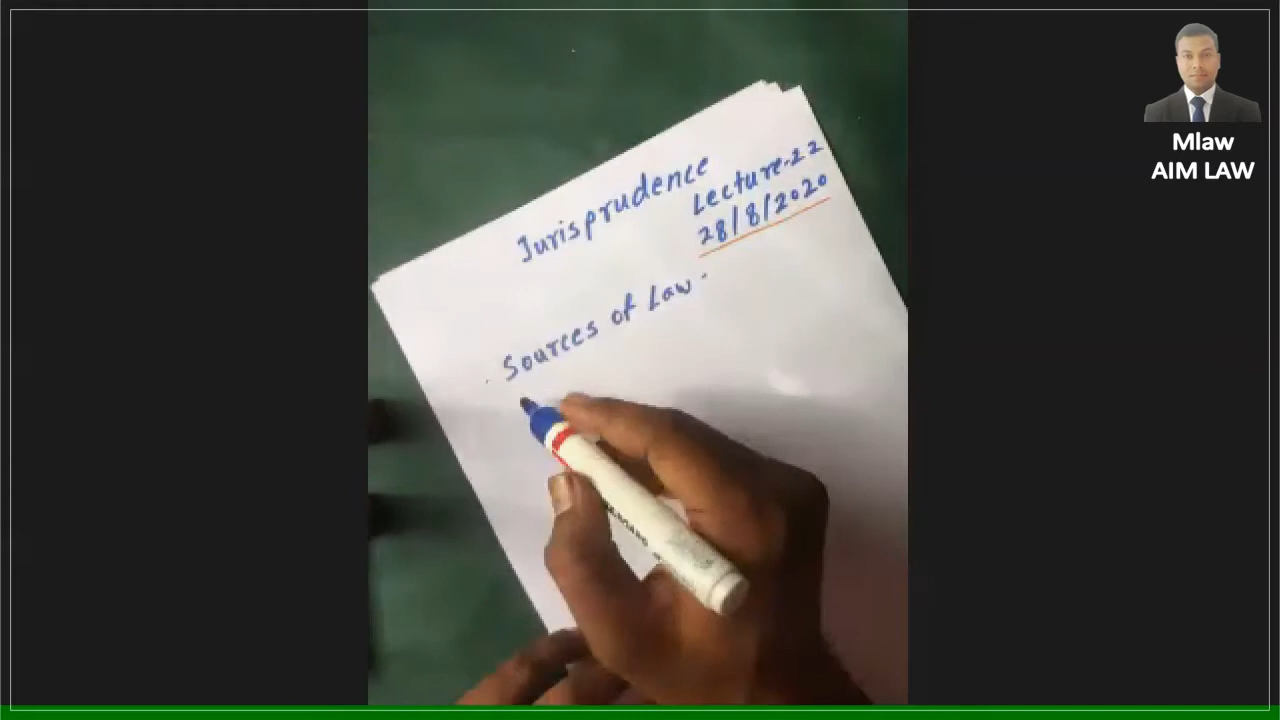 Jurisprudence
Lecture-22
28/8/2020
Sources of Law.
Mlaw
AIM LAW